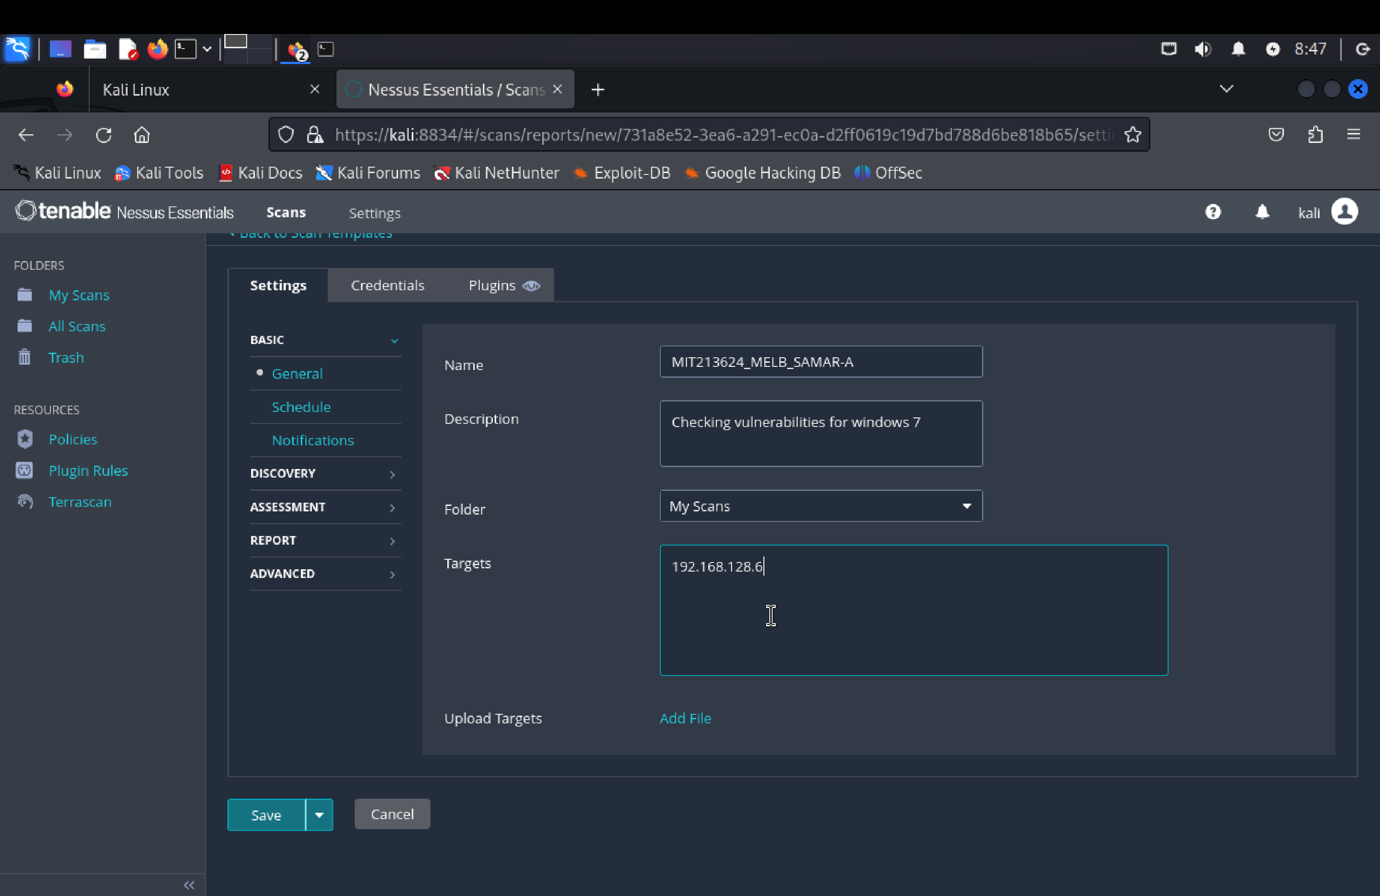 8:47
Kali Linux
Nessus Essentials / Scans
https://kali:8834/#/scans/reports/new/731a8e52-3ea6-a291-ec0a-d2ff0619c19d7bd788d6be818b65/setti
Kali Linux Kali Tools Kali Docs Kali Forums Kali NetHunter Exploit-DB Google Hacking DB OffSec
tenable Nessus Essentials Scans Settings kali
Back to Scan Templates
FOLDERS
My Scans
All Scans
Trash
RESOURCES
Policies
Plugin Rules
Terrascan
Settings Credentials Plugins
BASIC
General
Schedule
Notifications
DISCOVERY
ASSESSMENT
REPORT
ADVANCED
Name MIT213624_MELB_SAMAR-A
Description Checking vulnerabilities for windows 7
Folder My Scans
Targets 192.168.128.6
Upload Targets Add File
Save Cancel